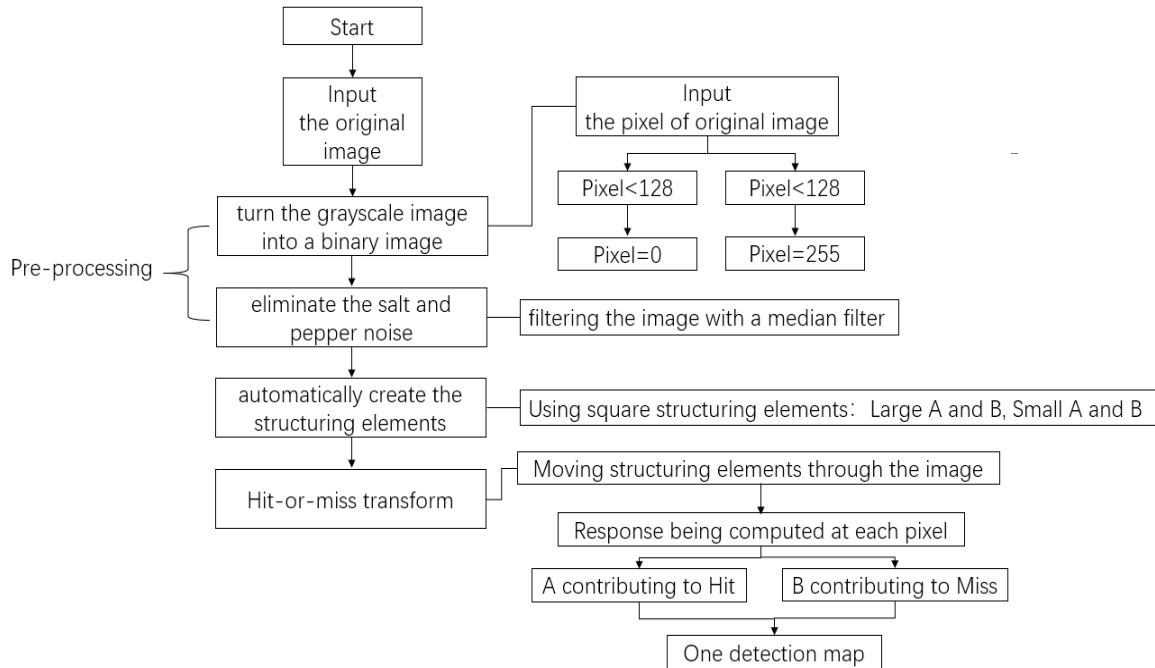 Start
Input
the original
image
turn the grayscale image
into a binary image
Pre-processing
eliminate the salt and
pepper noise
automatically create the
structuring elements
Hit-or-miss transform
Input
the pixel of original image
Pixel<128
Pixel<128
Pixel=0
Pixel=255
filtering the image with a median filter
Using square structuring elements: Large A and B, Small A and B
Moving structuring elements through the image
Response being computed at each pixel
A contributing to Hit
B contributing to Miss
One detection map